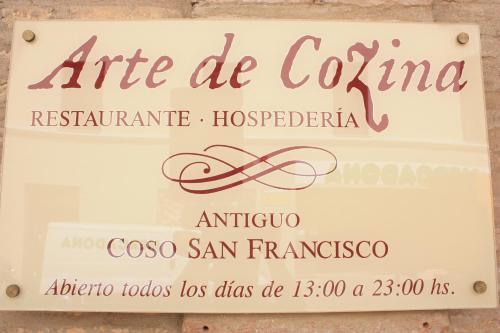 Arte de Cozina
RESTAURANTE · HOSPEDERÍA
ANTIGUO
COSO SAN FRANCISCO
Abierto todos los días de 13:00 a 23:00 hs.